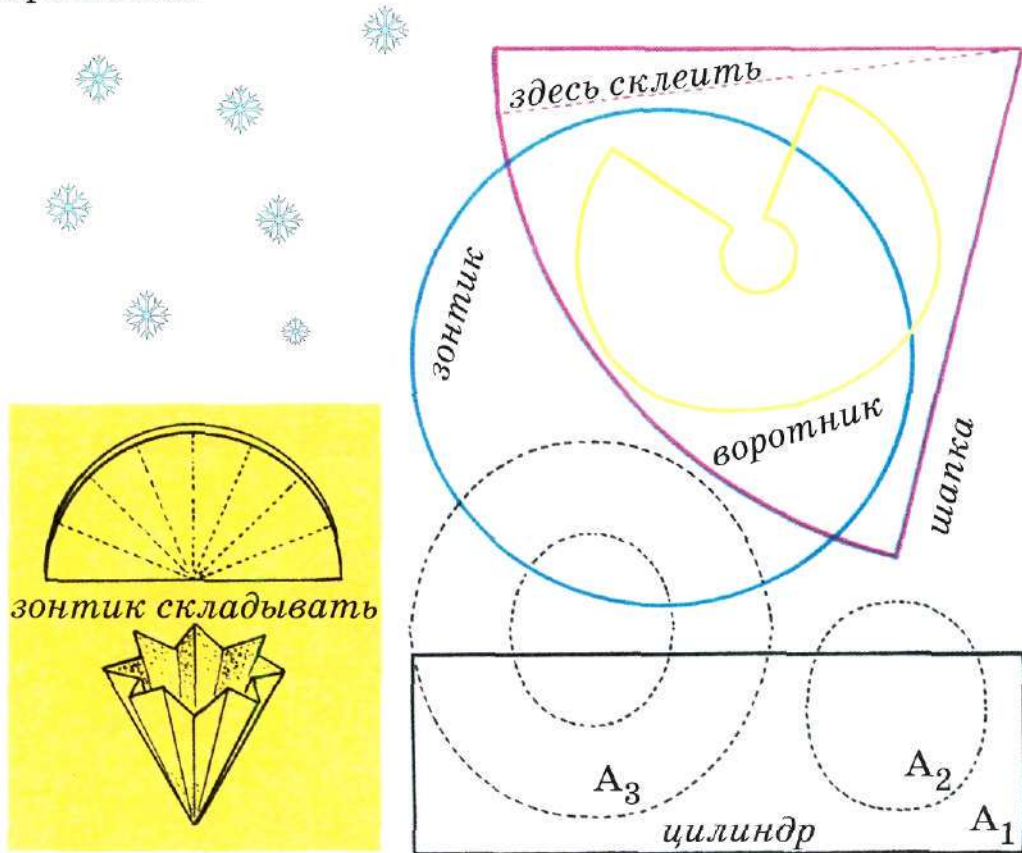 здесь склеить
зонтик
воротник
шапка
зонтик складывать
A₃
A₂
A₁
цилиндр